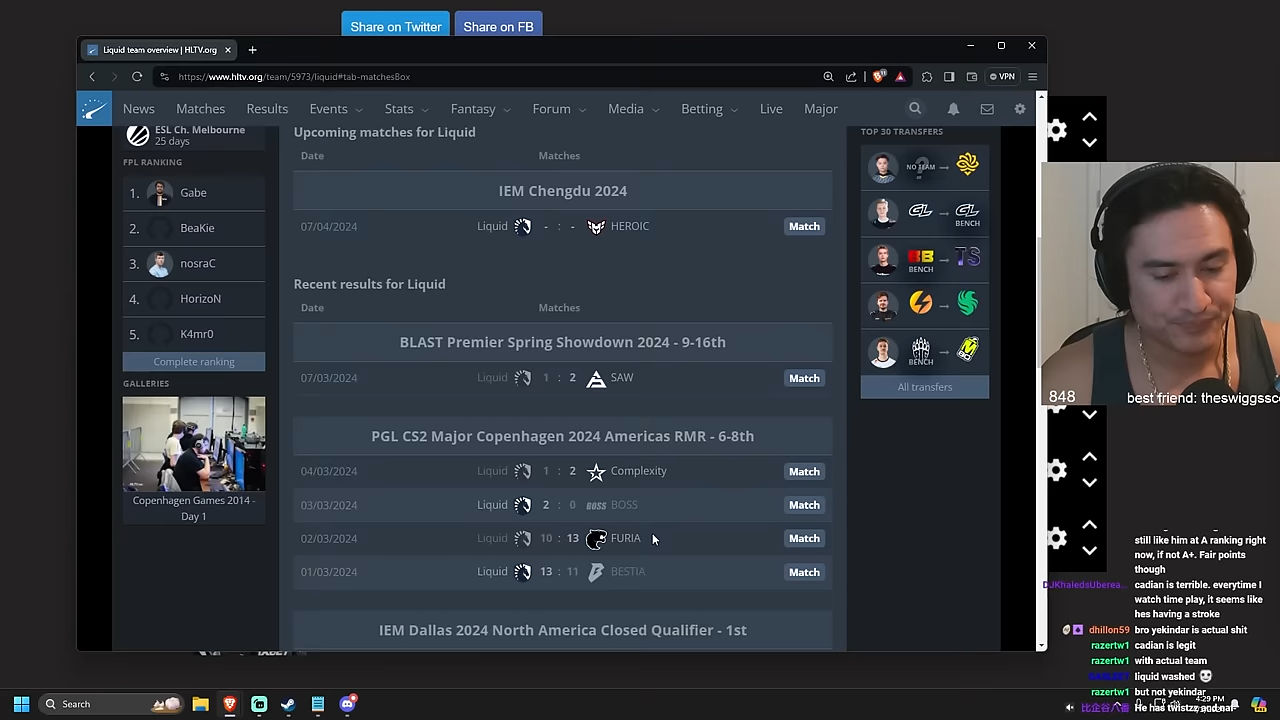 Share on Twitter
Share on FB
Liquid team overview | HLTV.org
https://www.hltv.org/team/5973/liquid#tab-matchesBox
VPN
News
Matches
Results
Events
Stats
Fantasy
Forum
Media
Betting
Live
Major
ESL Ch. Melbourne
25 days
FPL RANKING
1. Gabe
2. BeaKie
3. nosraC
4. HorizoN
5. K4mr0
Complete ranking
GALLERIES
Copenhagen Games 2014 -
Day 1
Upcoming matches for Liquid
Date Matches
IEM Chengdu 2024
07/04/2024 Liquid - : - HEROIC Match
Recent results for Liquid
Date Matches
BLAST Premier Spring Showdown 2024 - 9-16th
07/03/2024 Liquid 1 : 2 SAW Match
PGL CS2 Major Copenhagen 2024 Americas RMR - 6-8th
04/03/2024 Liquid 1 : 2 Complexity Match
03/03/2024 Liquid 2 : 0 BOSS BOSS Match
02/03/2024 Liquid 10 : 13 FURIA Match
01/03/2024 Liquid 13 : 11 BESTIA Match
IEM Dallas 2024 North America Closed Qualifier - 1st
TOP 30 TRANSFERS
NO TEAM
?
GL
GL
BENCH
BB
BENCH
TS
BENCH
All transfers
848
best friend: theswiggssc
still like him at A ranking right
now, if not A+. Fair points
though
DJKhaledsUberea... cadian is terrible. everytime I
watch time play, it seems like
hes having a stroke
dhillon59 bro yekindar is actual shit
razertw1 cadian is legit
razertw1 with actual team
liquid washed
razertw1 but not yekindar
Search
4:29 PM